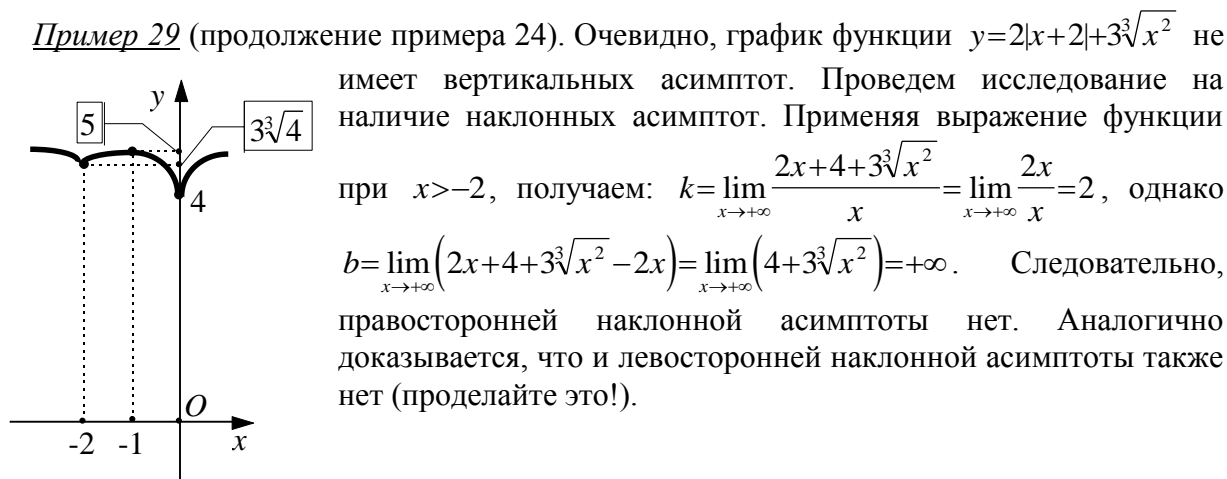 Пример 29 (продолжение примера 24). Очевидно, график функции y=2|x+2|+3∛x² не
имеет вертикальных асимптот. Проведем исследование на
наличие наклонных асимптот. Применяя выражение функции
при x>−2, получаем: k=lim_{x→+∞} (2x+4+3∛x²)/x = lim_{x→+∞} 2x/x = 2, однако
b=lim_{x→+∞}(2x+4+3∛x²−2x)=lim_{x→+∞}(4+3∛x²)=+∞. Следовательно,
правосторонней наклонной асимптоты нет. Аналогично
доказывается, что и левосторонней наклонной асимптоты также
нет (проделайте это!).
y
5
3∛4
4
O
-2 -1 x